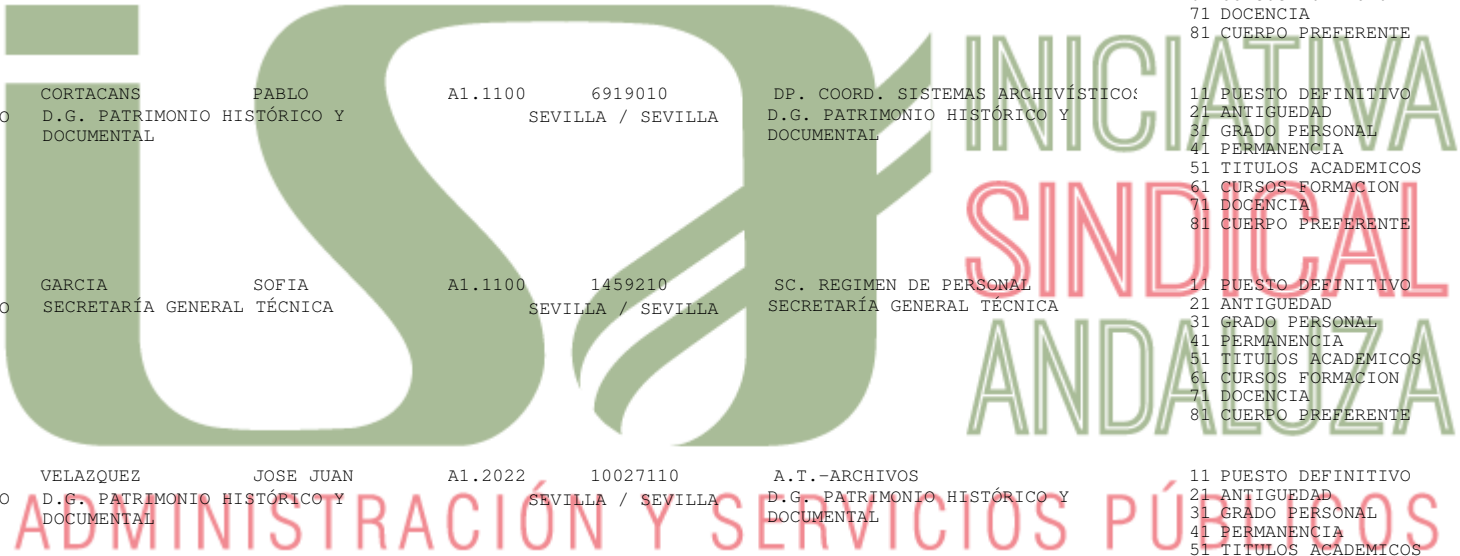 71 DOCENCIA
81 CUERPO PREFERENTE
CORTACANS PABLO A1.1100 6919010 DP. COORD. SISTEMAS ARCHIVÍSTICOS 11 PUESTO DEFINITIVO
O D.G. PATRIMONIO HISTÓRICO Y SEVILLA / SEVILLA D.G. PATRIMONIO HISTÓRICO Y 21 ANTIGUEDAD
DOCUMENTAL DOCUMENTAL 31 GRADO PERSONAL
41 PERMANENCIA
51 TITULOS ACADEMICOS
61 CURSOS FORMACION
71 DOCENCIA
81 CUERPO PREFERENTE
GARCIA SOFIA A1.1100 1459210 SC. REGIMEN DE PERSONAL 11 PUESTO DEFINITIVO
O SECRETARÍA GENERAL TÉCNICA SEVILLA / SEVILLA SECRETARÍA GENERAL TÉCNICA 21 ANTIGUEDAD
31 GRADO PERSONAL
41 PERMANENCIA
51 TITULOS ACADEMICOS
61 CURSOS FORMACION
71 DOCENCIA
81 CUERPO PREFERENTE
VELAZQUEZ JOSE JUAN A1.2022 10027110 A.T.-ARCHIVOS 11 PUESTO DEFINITIVO
O D.G. PATRIMONIO HISTÓRICO Y SEVILLA / SEVILLA D.G. PATRIMONIO HISTÓRICO Y 21 ANTIGUEDAD
DOCUMENTAL DOCUMENTAL 31 GRADO PERSONAL
41 PERMANENCIA
51 TITULOS ACADEMICOS
isa
INICIATIVA
SINDICAL
ANDALUZA
ADMINISTRACIÓN Y SERVICIOS PÚBLICOS